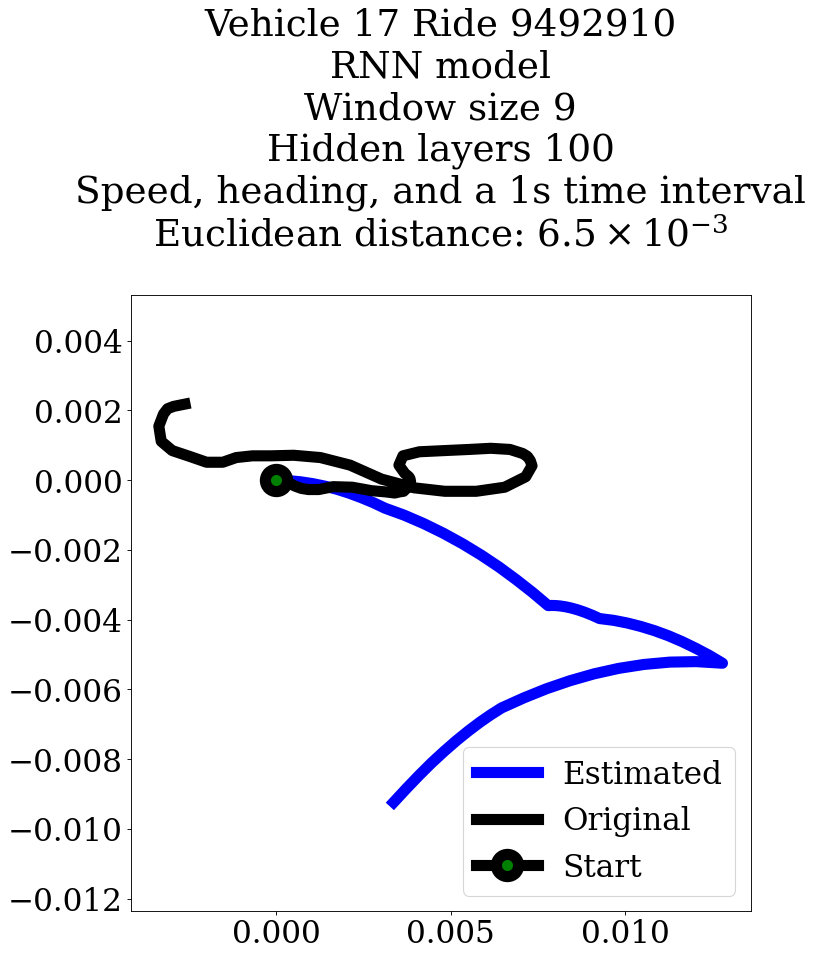 Vehicle 17 Ride 9492910
RNN model
Window size 9
Hidden layers 100
Speed, heading, and a 1s time interval
Euclidean distance: 6.5 × 10⁻³
0.004
0.002
0.000
−0.002
−0.004
−0.006
−0.008
−0.010
−0.012
Estimated
Original
Start
0.000 0.005 0.010